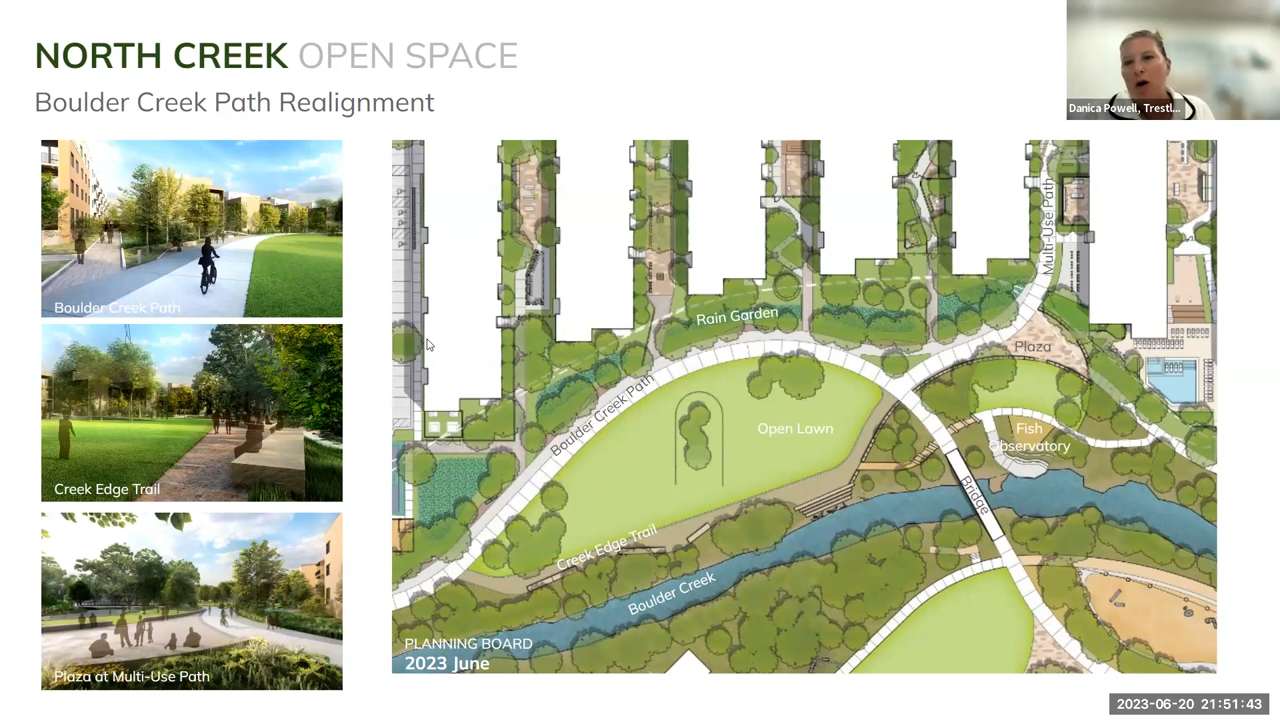 NORTH CREEK OPEN SPACE
Boulder Creek Path Realignment
Danica Powell, Trestl...
Boulder Creek Path
Creek Edge Trail
Plaza at Multi-Use Path
Multi-Use Path
Rain Garden
Plaza
Boulder Creek Path
Open Lawn
Fish
Observatory
Bridge
Creek Edge Trail
Boulder Creek
PLANNING BOARD
2023 June
2023-06-20 21:51:43